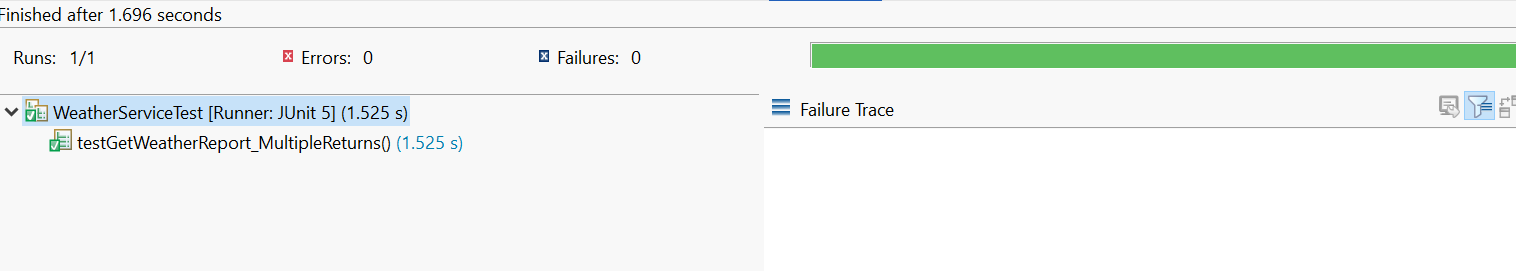 Finished after 1.696 seconds
Runs: 1/1 Errors: 0 Failures: 0
WeatherServiceTest [Runner: JUnit 5] (1.525 s)
Failure Trace
testGetWeatherReport_MultipleReturns() (1.525 s)